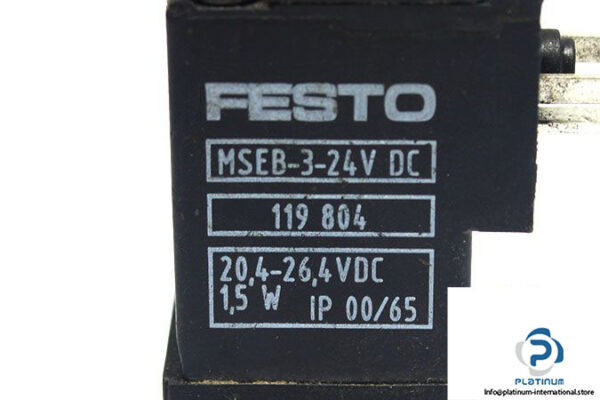 FESTO
MSEB-3-24V DC
119 804
20,4-26,4VDC
1,5 W IP 00/65
PLATINUM
Info@platinum-international.store